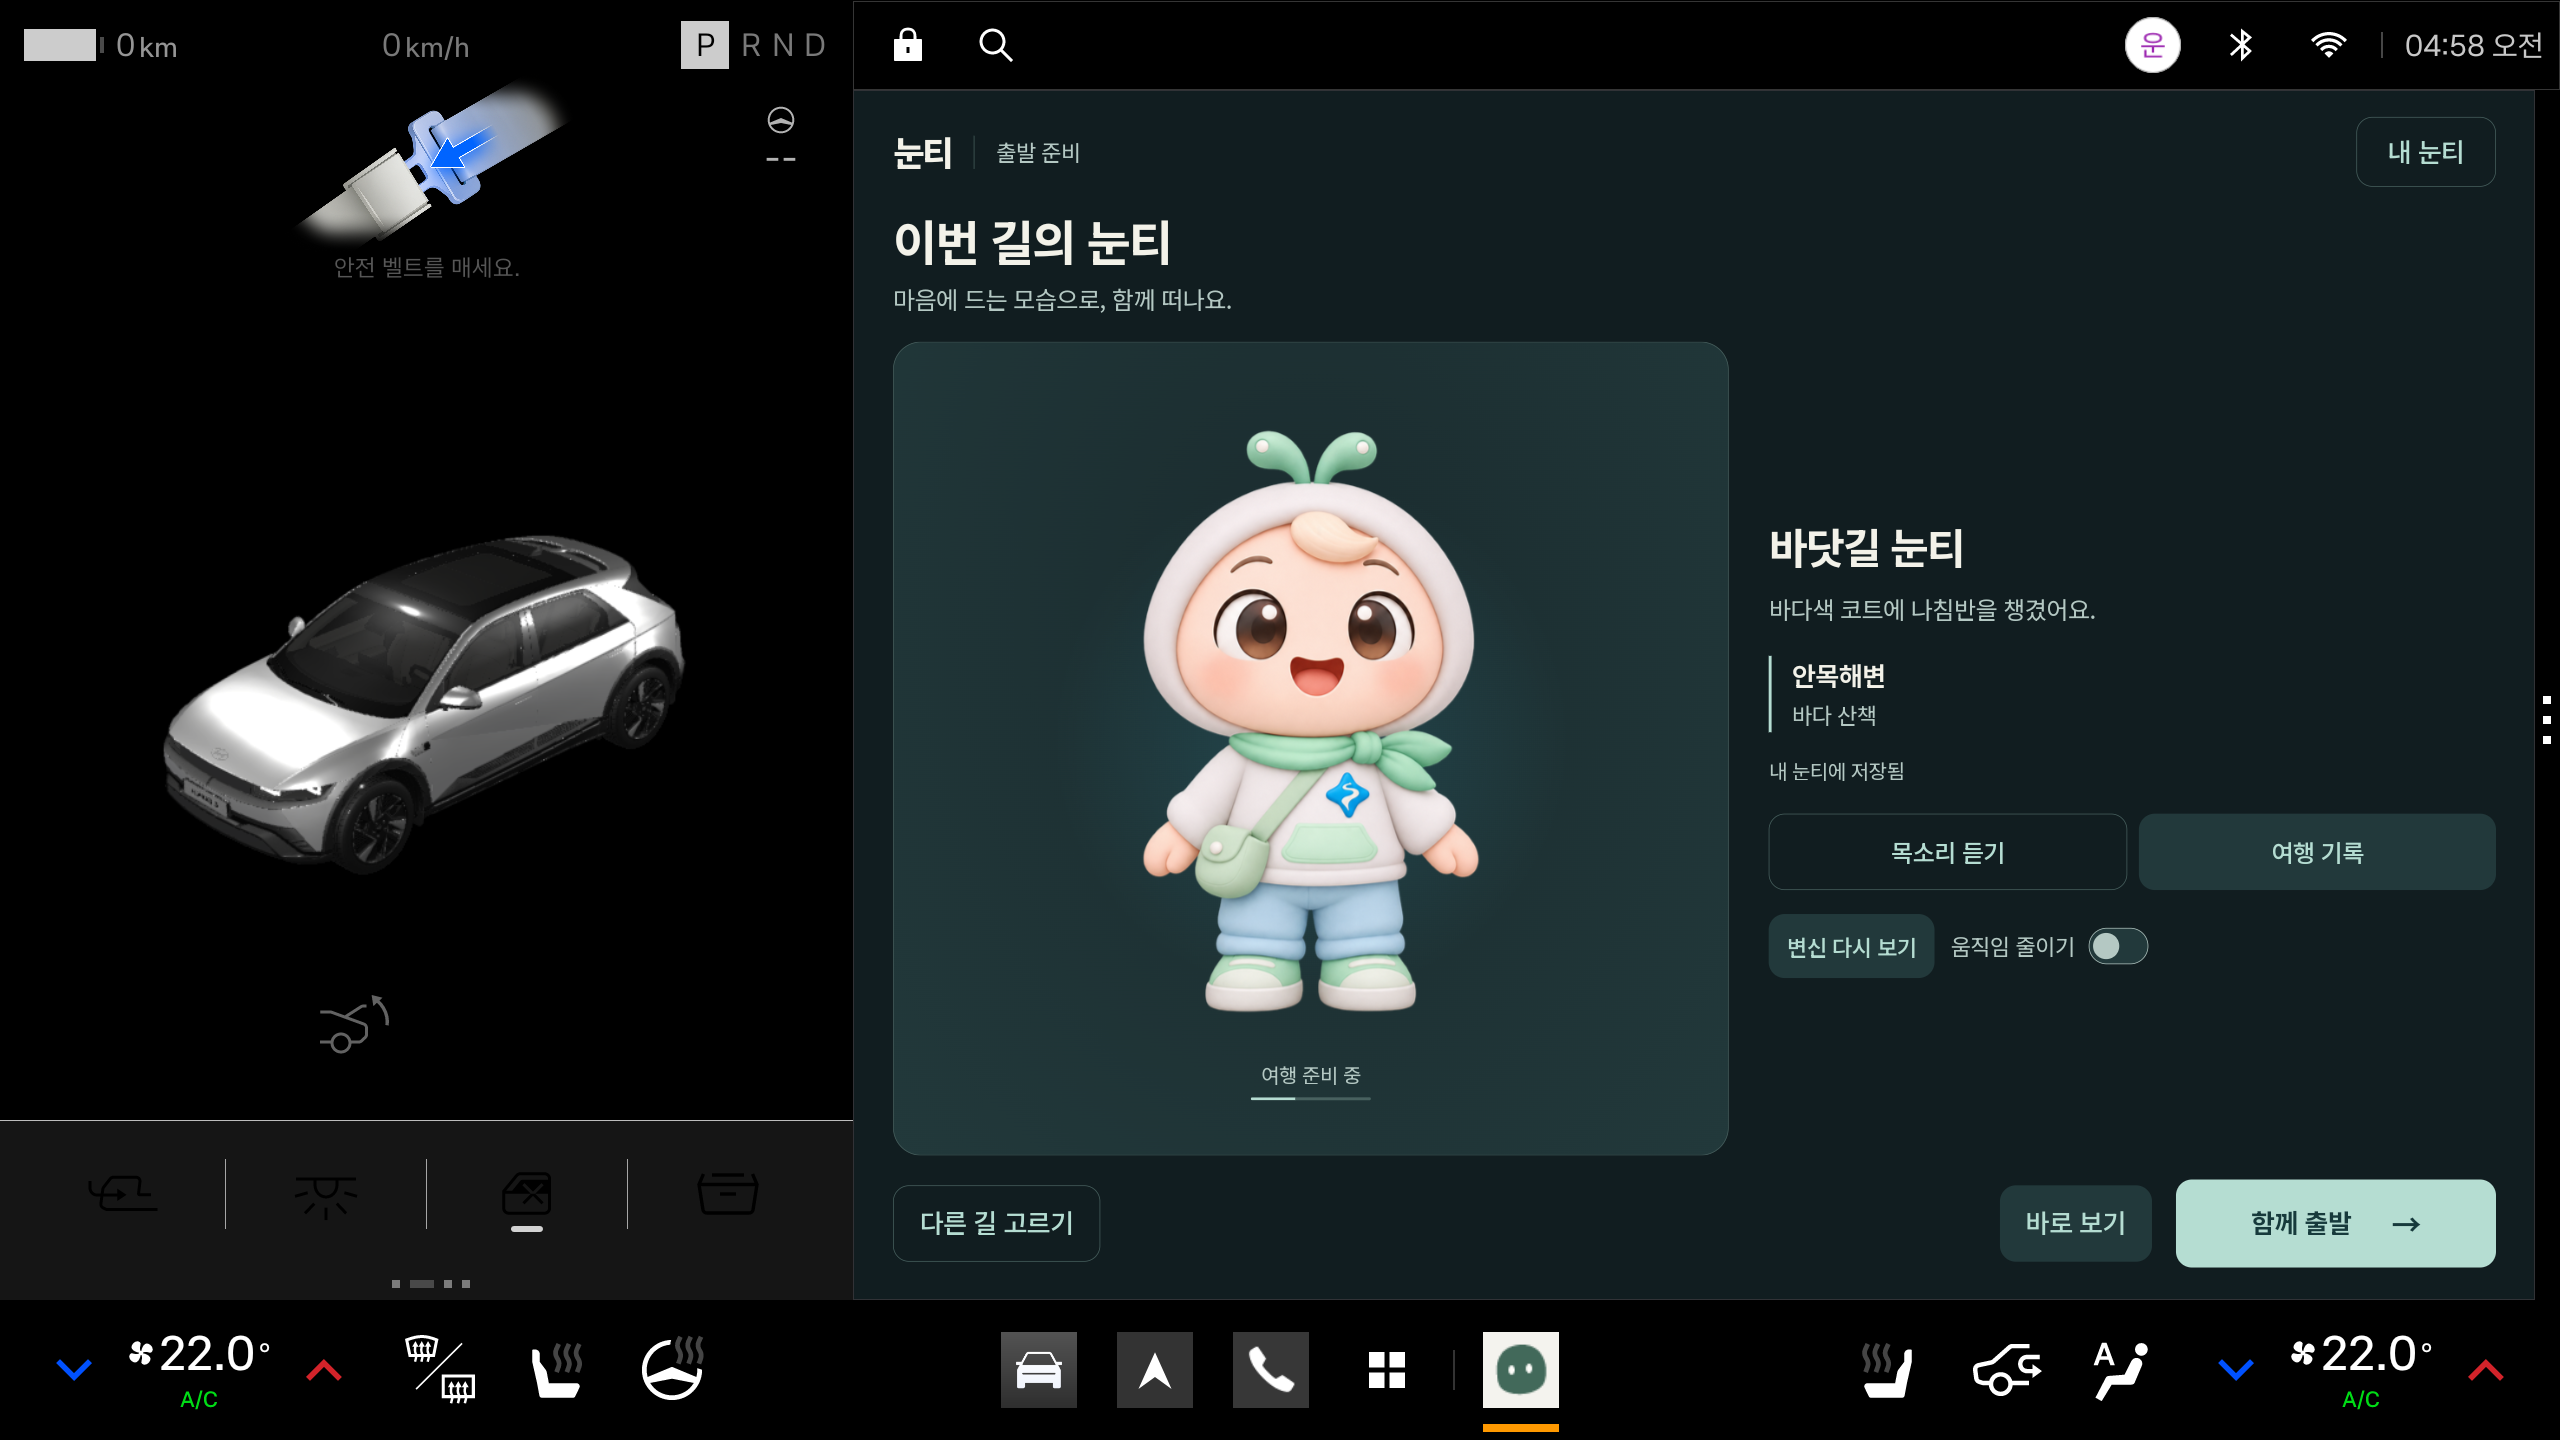 0 km
0 km/h
P R N D
안전 벨트를 매세요.
--
운
04:58 오전
눈티
출발 준비
내 눈티
이번 길의 눈티
마음에 드는 모습으로, 함께 떠나요.
여행 준비 중
바닷길 눈티
바다색 코트에 나침반을 챙겼어요.
안목해변
바다 산책
내 눈티에 저장됨
목소리 듣기
여행 기록
변신 다시 보기
움직임 줄이기
다른 길 고르기
바로 보기
함께 출발 →
22.0°
A/C
A
22.0°
A/C